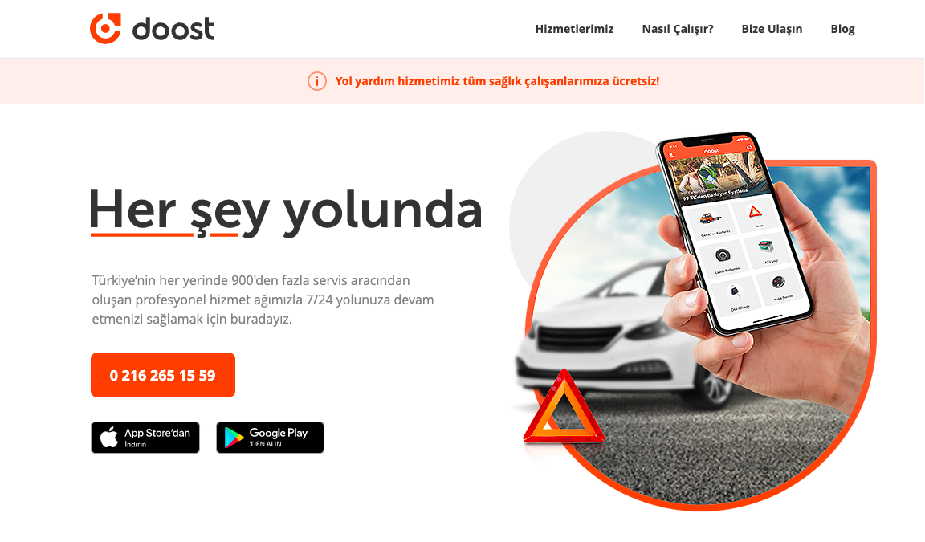 doost
Hizmetlerimiz
Nasıl Çalışır?
Bize Ulaşın
Blog
Yol yardım hizmetimiz tüm sağlık çalışanlarımıza ücretsiz!
Her şey yolunda
Türkiye'nin her yerinde 900'den fazla servis aracından
oluşan profesyonel hizmet ağımızla 7/24 yolunuza devam
etmenizi sağlamak için buradayız.
0 216 265 15 59
App Store'dan
İndirin
Google Play
'DEN ALIN
doost